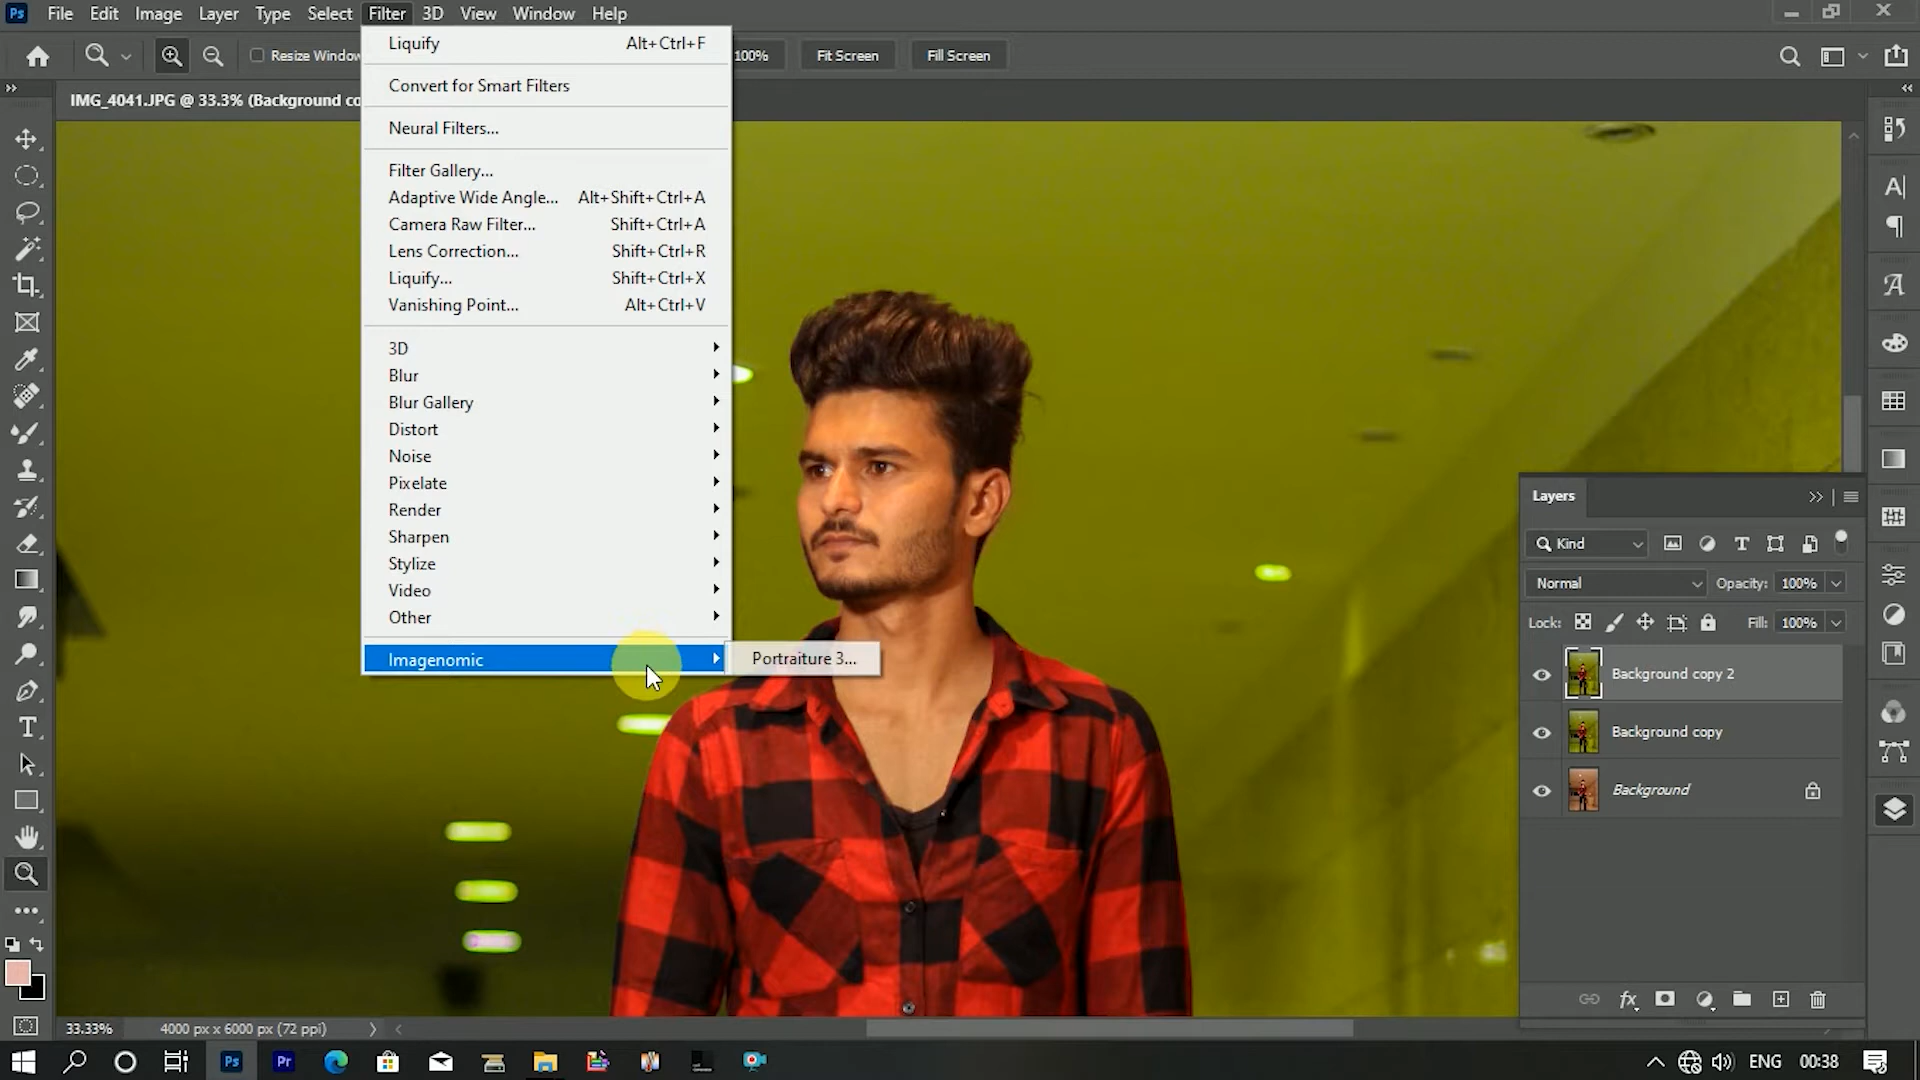 Ps File Edit Image Layer Type Select Filter 3D View Window Help
Resize Window
100% Fit Screen Fill Screen
IMG_4041.JPG @ 33.3% (Background co
Liquify Alt+Ctrl+F
Convert for Smart Filters
Neural Filters...
Filter Gallery...
Adaptive Wide Angle... Alt+Shift+Ctrl+A
Camera Raw Filter... Shift+Ctrl+A
Lens Correction... Shift+Ctrl+R
Liquify... Shift+Ctrl+X
Vanishing Point... Alt+Ctrl+V
3D
Blur
Blur Gallery
Distort
Noise
Pixelate
Render
Sharpen
Stylize
Video
Other
Imagenomic
Portraiture 3...
Layers
Kind
Normal Opacity: 100%
Lock: Fill: 100%
Background copy 2
Background copy
Background
fx
33.33% 4000 px x 6000 px (72 ppi)
Ps Pr ENG 00:38